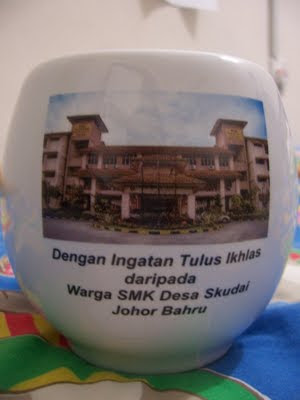 Dengan Ingatan Tulus Ikhlas
daripada
Warga SMK Desa Skudai
Johor Bahru